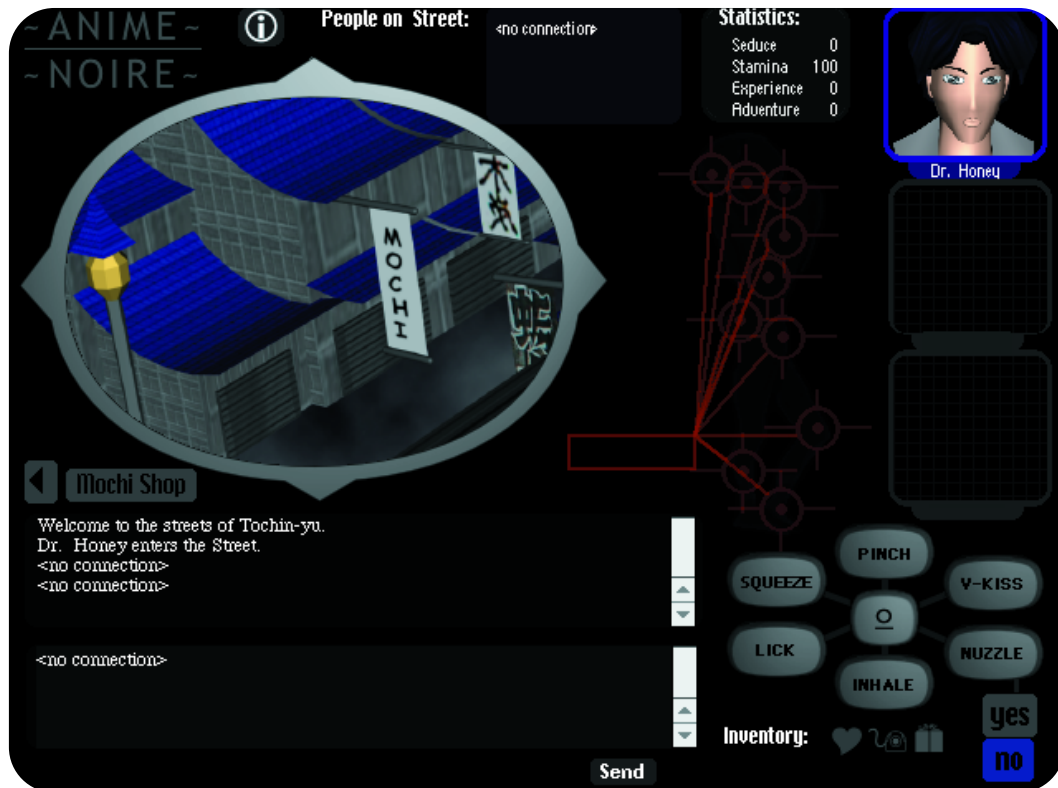 ~ANIME~
~NOIRE~
i
People on Street:
<no connection>
Statistics:
Seduce 0
Stamina 100
Experience 0
Adventure 0
Dr. Honey
MOCHI
Mochi Shop
Welcome to the streets of Tochin-yu.
Dr. Honey enters the Street.
<no connection>
<no connection>
<no connection>
Send
PINCH
SQUEEZE
V-KISS
O
LICK
NUZZLE
INHALE
Inventory:
yes
no